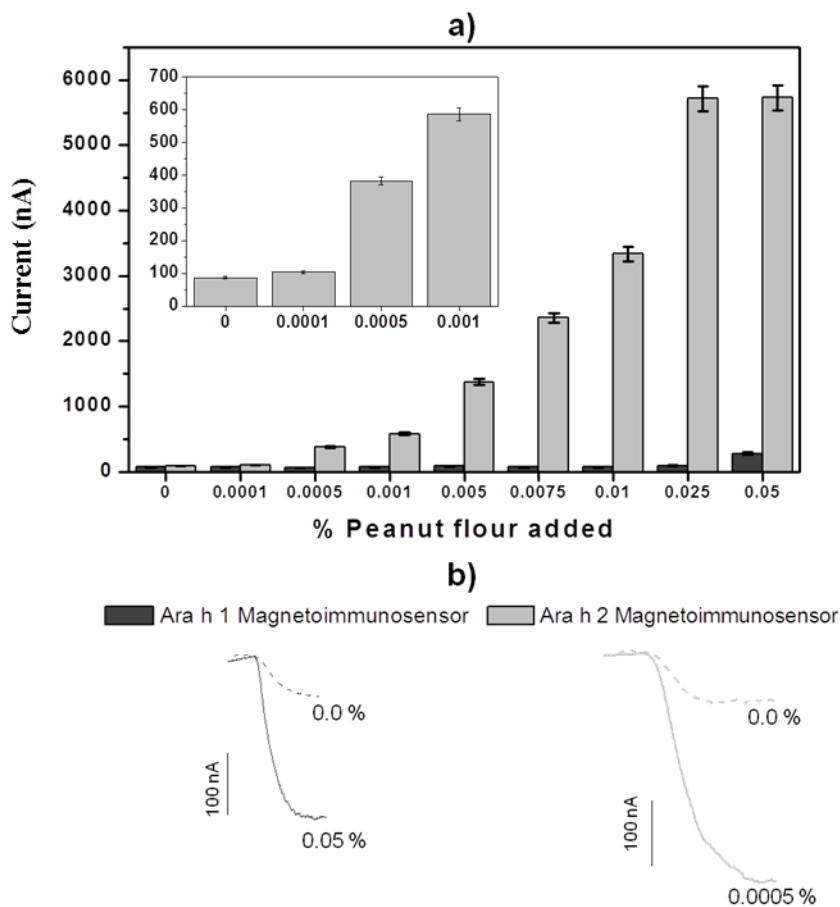 a)
Current (nA)
6000
5000
4000
3000
2000
1000
0
700
600
500
400
300
200
100
0
0 0.0001 0.0005 0.001
0 0.0001 0.0005 0.001 0.005 0.0075 0.01 0.025 0.05
% Peanut flour added
b)
Ara h 1 Magnetoimmunosensor Ara h 2 Magnetoimmunosensor
0.0 %
100 nA
0.05 %
0.0 %
100 nA
0.0005 %